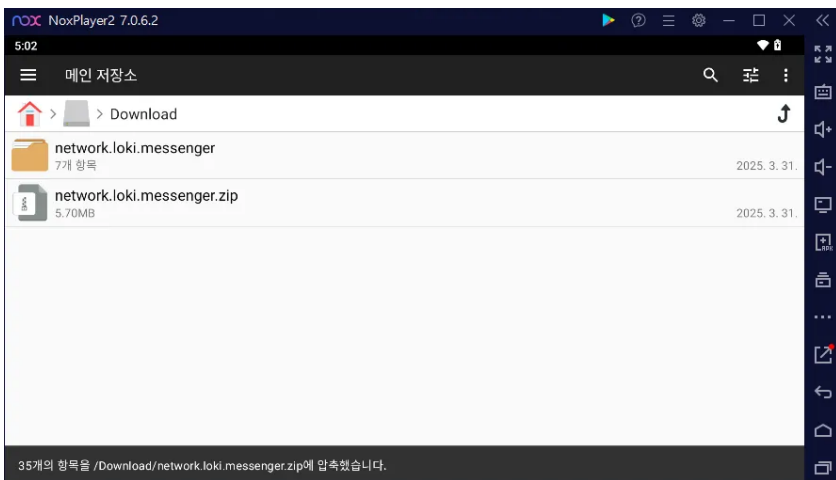 nox NoxPlayer2 7.0.6.2
5:02
메인 저장소
Download
network.loki.messenger
7개 항목
2025. 3. 31.
network.loki.messenger.zip
5.70MB
2025. 3. 31.
35개의 항목을 /Download/network.loki.messenger.zip에 압축했습니다.